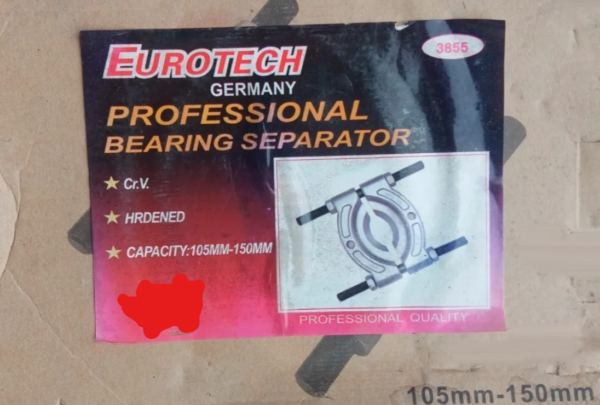 EUROTECH
3855
GERMANY
PROFESSIONAL
BEARING SEPARATOR
Cr.V.
HRDENED
CAPACITY:105MM-150MM
PROFESSIONAL QUALITY
105mm-150mm